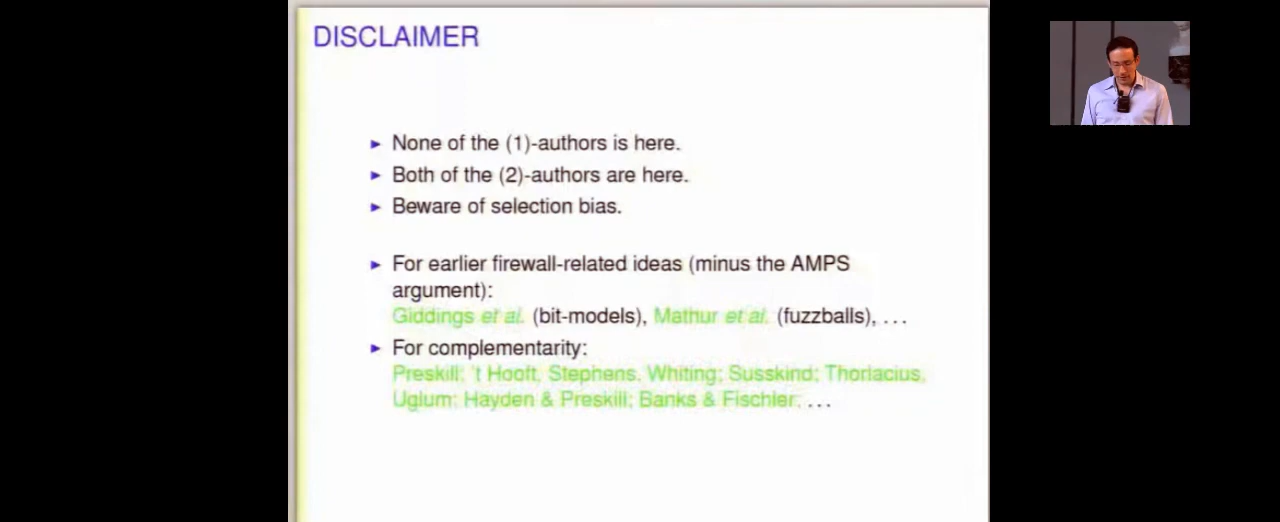 DISCLAIMER
► None of the (1)-authors is here.
► Both of the (2)-authors are here.
► Beware of selection bias.
► For earlier firewall-related ideas (minus the AMPS
argument):
Giddings et al. (bit-models), Mathur et al. (fuzzballs), ...
► For complementarity:
Preskill; 't Hooft, Stephens, Whiting; Susskind; Thorlacius,
Uglum; Hayden & Preskill; Banks & Fischler; ...